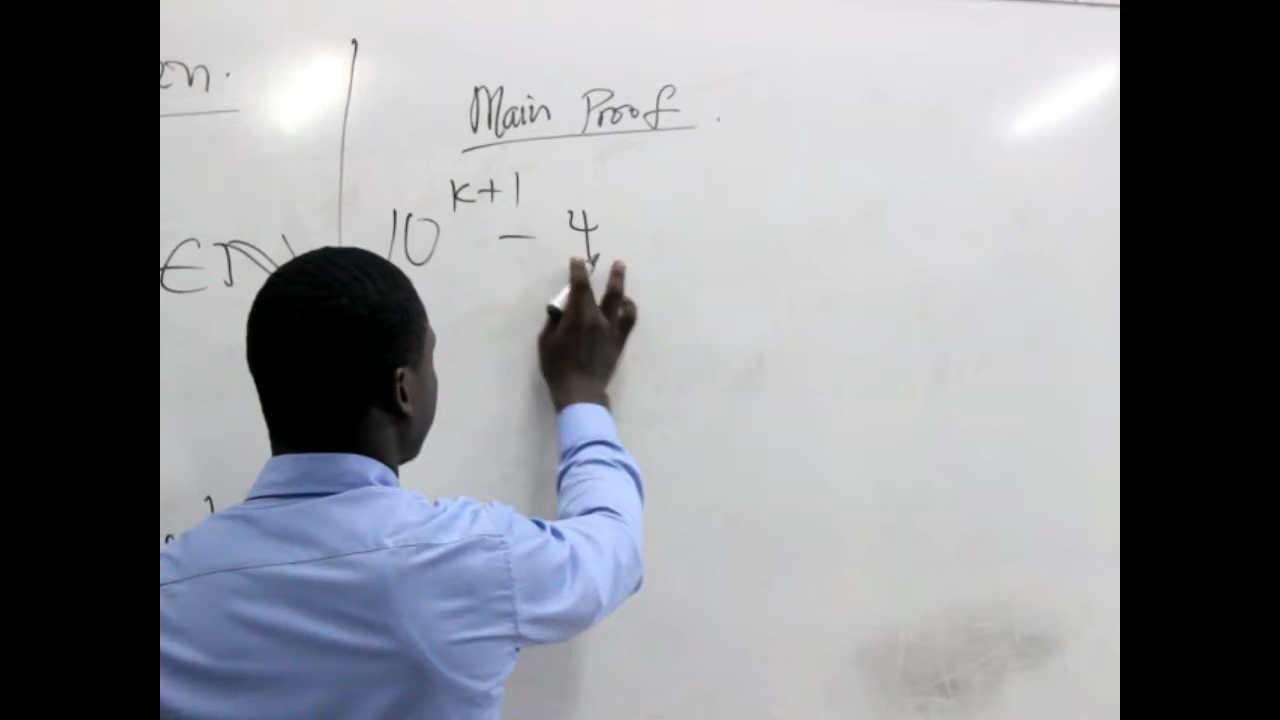 Main Proof.
10^{k+1} - 4
∈ N